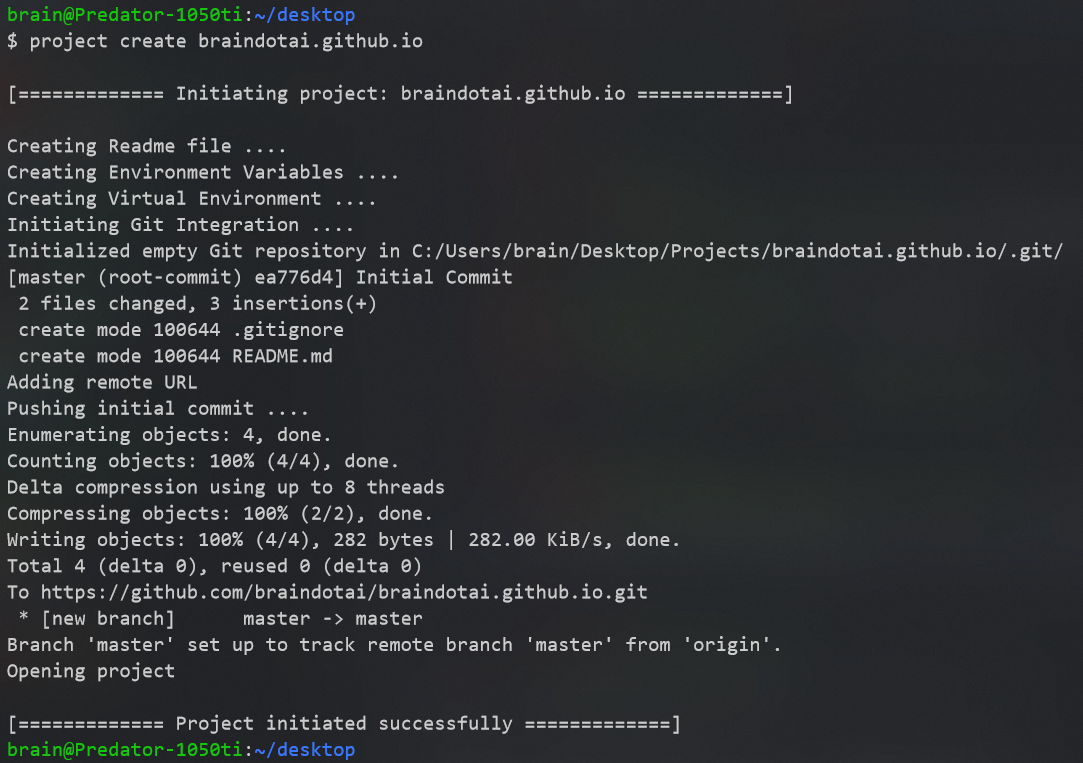 brain@Predator-1050ti:~/desktop
$ project create braindotai.github.io
[============= Initiating project: braindotai.github.io =============]
Creating Readme file ....
Creating Environment Variables ....
Creating Virtual Environment ....
Initiating Git Integration ....
Initialized empty Git repository in C:/Users/brain/Desktop/Projects/braindotai.github.io/.git/
[master (root-commit) ea776d4] Initial Commit
 2 files changed, 3 insertions(+)
 create mode 100644 .gitignore
 create mode 100644 README.md
Adding remote URL
Pushing initial commit ....
Enumerating objects: 4, done.
Counting objects: 100% (4/4), done.
Delta compression using up to 8 threads
Compressing objects: 100% (2/2), done.
Writing objects: 100% (4/4), 282 bytes | 282.00 KiB/s, done.
Total 4 (delta 0), reused 0 (delta 0)
To https://github.com/braindotai/braindotai.github.io.git
 * [new branch]      master -> master
Branch 'master' set up to track remote branch 'master' from 'origin'.
Opening project
[============= Project initiated successfully =============]
brain@Predator-1050ti:~/desktop